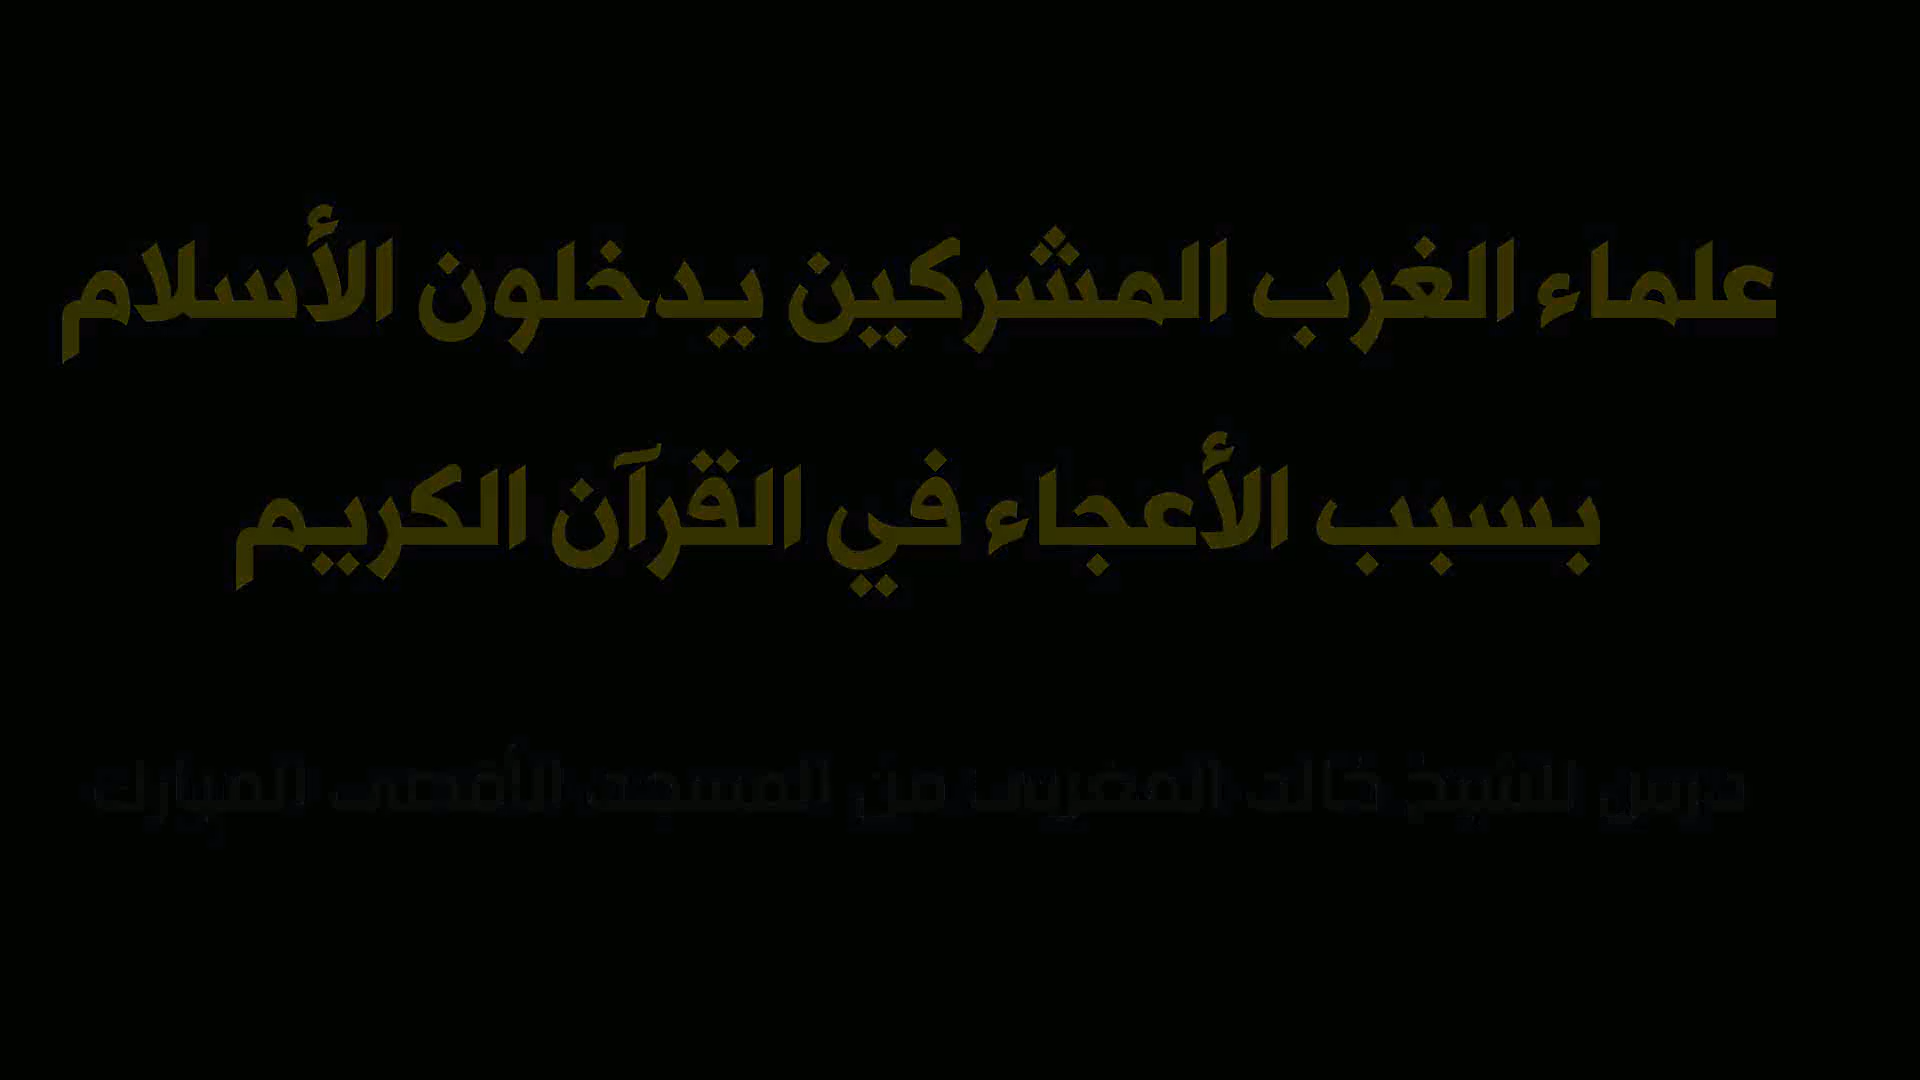 علماء الغرب المشركين يدخلون الأسلام
بسبب الأعجاء في القرآن الكريم
درس للشيخ خالد المغربي من المسجد الأقصى المبارك